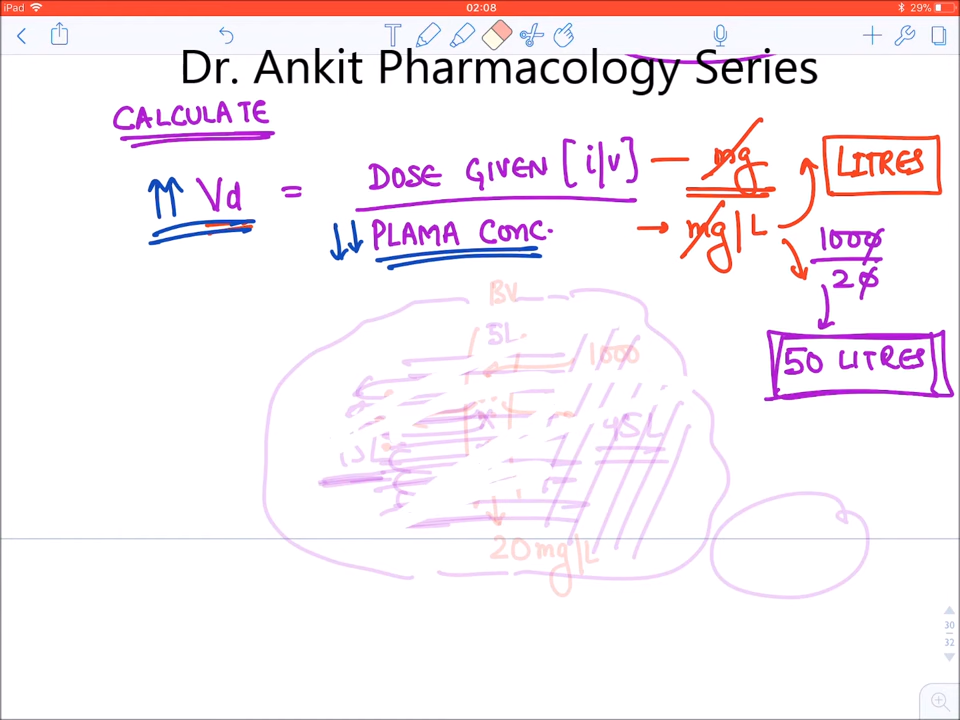 iPad 02:08 29%
Dr. Ankit Pharmacology Series
CALCULATE
↑↑ Vd = DOSE GIVEN [i/v] — mg
↓↓ PLAMA CONC. → mg/L
LITRES
1000
20
50 LITRES
BV
5L
1000
45L
20mg/L
30
32